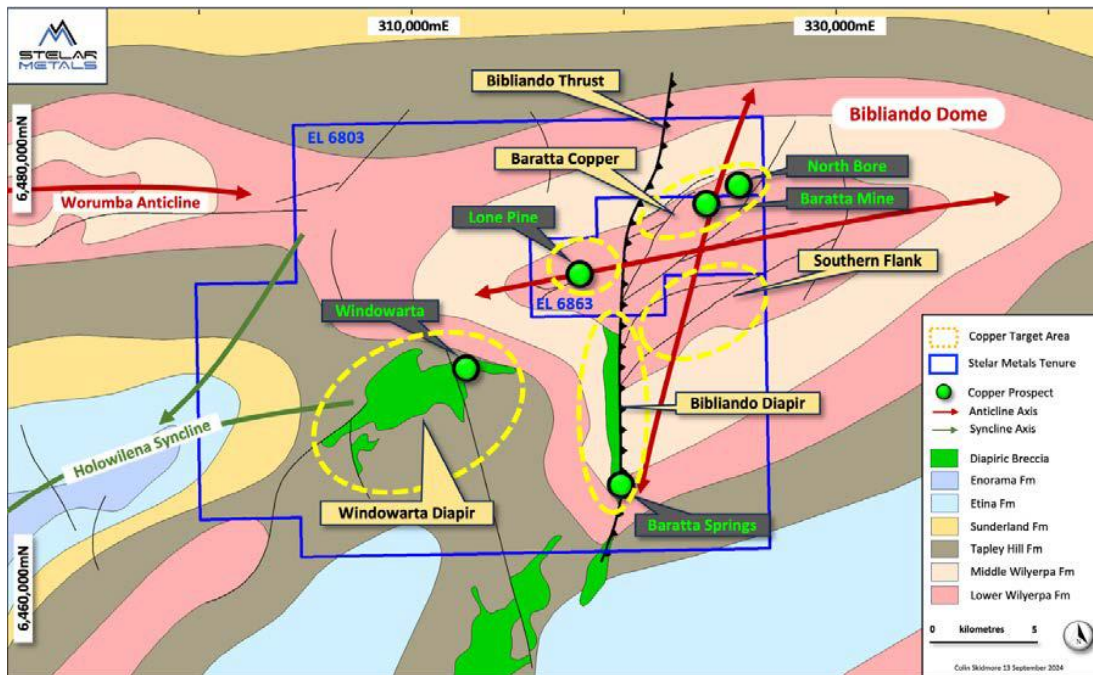 STELAR
METALS
310,000mE
330,000mE
Bibliando Thrust
Bibliando Dome
EL 6803
Baratta Copper
North Bore
6,480,000mN
Worumba Anticline
Lone Pine
Baratta Mine
Southern Flank
EL 6863
Windowarta
Bibliando Diapir
Holowilena Syncline
Windowarta Diapir
Baratta Springs
6,460,000mN
Copper Target Area
Stelar Metals Tenure
Copper Prospect
Anticline Axis
Syncline Axis
Diapiric Breccia
Enorama Fm
Etina Fm
Sunderland Fm
Tapley Hill Fm
Middle Wilyerpa Fm
Lower Wilyerpa Fm
0 kilometres 5
N
Colin Skidmore 13 September 2024